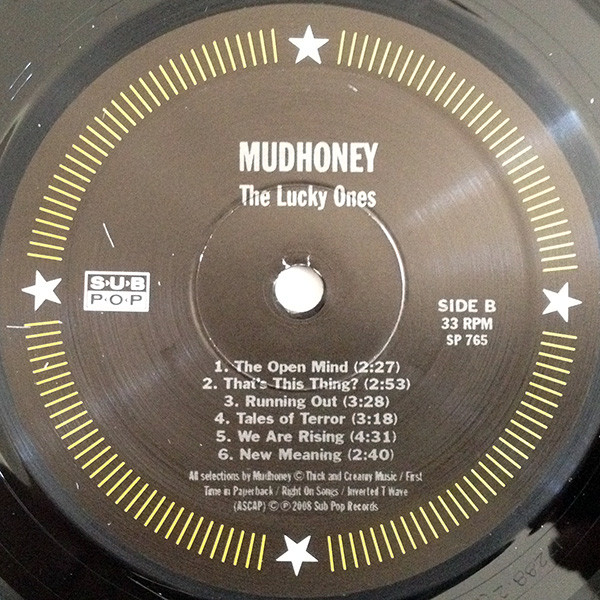 MUDHONEY
The Lucky Ones
S·U·B
P·O·P
SIDE B
33 RPM
SP 765
1. The Open Mind (2:27)
2. That's This Thing? (2:53)
3. Running Out (3:28)
4. Tales of Terror (3:18)
5. We Are Rising (4:31)
6. New Meaning (2:40)
All selections by Mudhoney © Thick and Creamy Music / First
Time in Paperback / Right On Songs / Inverted T Wave
(ASCAP) © ℗ 2008 Sub Pop Records